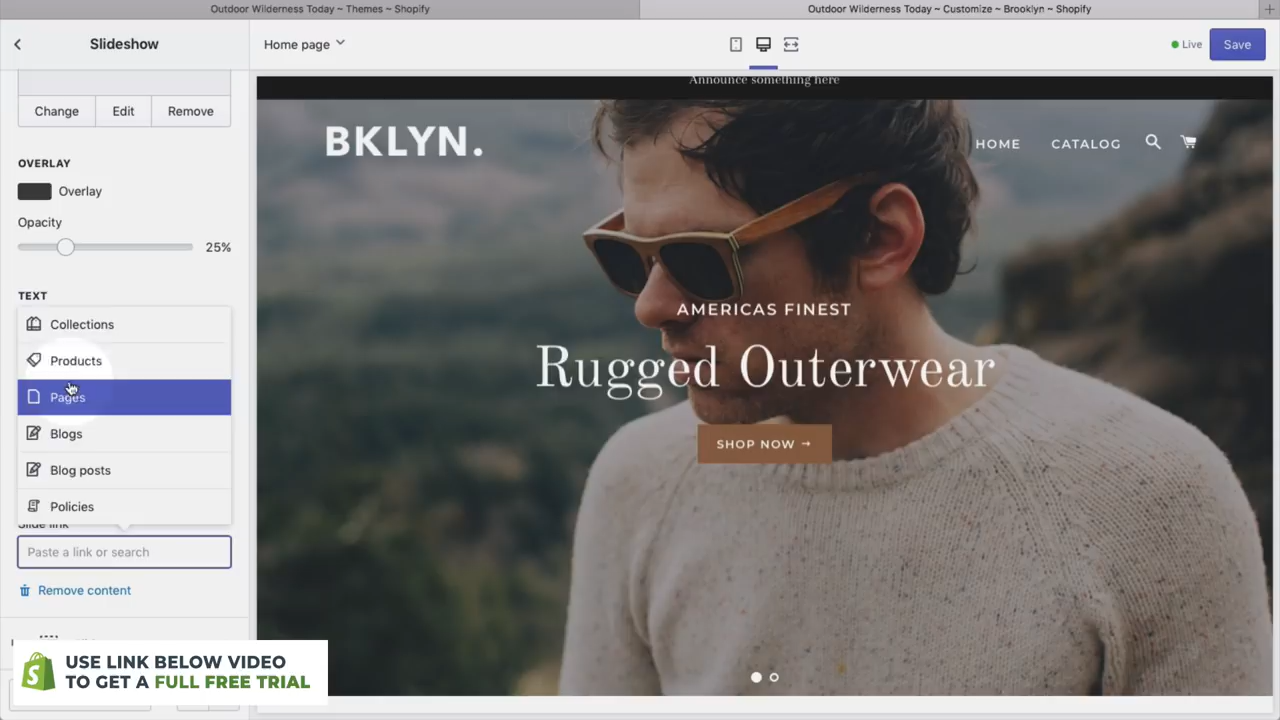 Outdoor Wilderness Today ~ Themes ~ Shopify
Outdoor Wilderness Today ~ Customize ~ Brooklyn ~ Shopify
Slideshow
Home page
Live
Save
Change
Edit
Remove
OVERLAY
Overlay
Opacity
25%
TEXT
Collections
Products
Pages
Blogs
Blog posts
Policies
Slide link
Paste a link or search
Remove content
USE LINK BELOW VIDEO
TO GET A FULL FREE TRIAL
Announce something here
BKLYN.
HOME
CATALOG
AMERICAS FINEST
Rugged Outerwear
SHOP NOW →